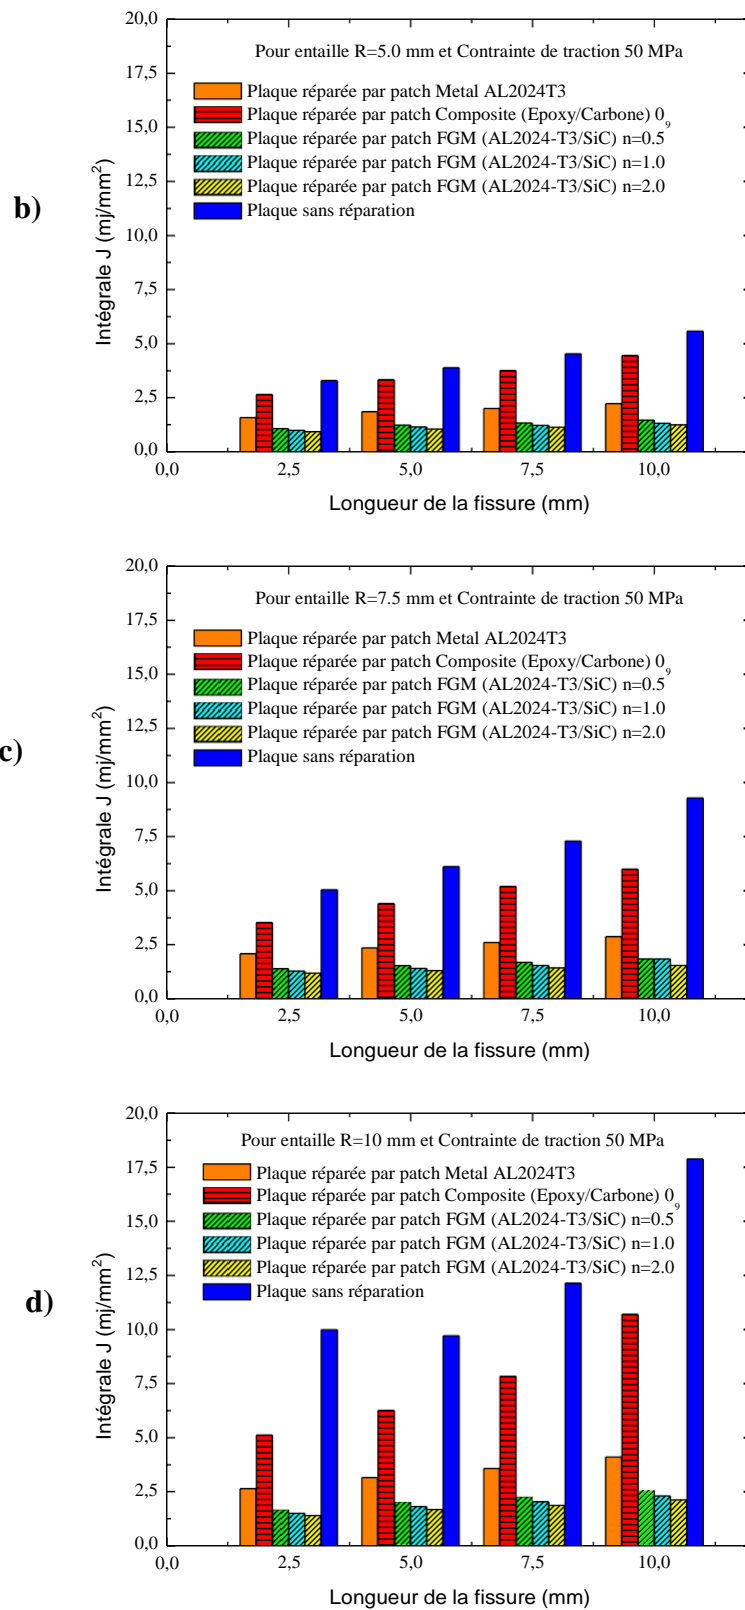 b)
Intégrale J (mj/mm²)
20,0
17,5
15,0
12,5
10,0
7,5
5,0
2,5
0,0
Pour entaille R=5.0 mm et Contrainte de traction 50 MPa
Plaque réparée par patch Metal AL2024T3
Plaque réparée par patch Composite (Epoxy/Carbone) 0₉
Plaque réparée par patch FGM (AL2024-T3/SiC) n=0.5
Plaque réparée par patch FGM (AL2024-T3/SiC) n=1.0
Plaque réparée par patch FGM (AL2024-T3/SiC) n=2.0
Plaque sans réparation
0,0 2,5 5,0 7,5 10,0
Longueur de la fissure (mm)
c)
Intégrale J (mj/mm²)
20,0
17,5
15,0
12,5
10,0
7,5
5,0
2,5
0,0
Pour entaille R=7.5 mm et Contrainte de traction 50 MPa
Plaque réparée par patch Metal AL2024T3
Plaque réparée par patch Composite (Epoxy/Carbone) 0₉
Plaque réparée par patch FGM (AL2024-T3/SiC) n=0.5
Plaque réparée par patch FGM (AL2024-T3/SiC) n=1.0
Plaque réparée par patch FGM (AL2024-T3/SiC) n=2.0
Plaque sans réparation
0,0 2,5 5,0 7,5 10,0
Longueur de la fissure (mm)
d)
Intégrale J (mj/mm²)
20,0
17,5
15,0
12,5
10,0
7,5
5,0
2,5
0,0
Pour entaille R=10 mm et Contrainte de traction 50 MPa
Plaque réparée par patch Metal AL2024T3
Plaque réparée par patch Composite (Epoxy/Carbone) 0₉
Plaque réparée par patch FGM (AL2024-T3/SiC) n=0.5
Plaque réparée par patch FGM (AL2024-T3/SiC) n=1.0
Plaque réparée par patch FGM (AL2024-T3/SiC) n=2.0
Plaque sans réparation
0,0 2,5 5,0 7,5 10,0
Longueur de la fissure (mm)